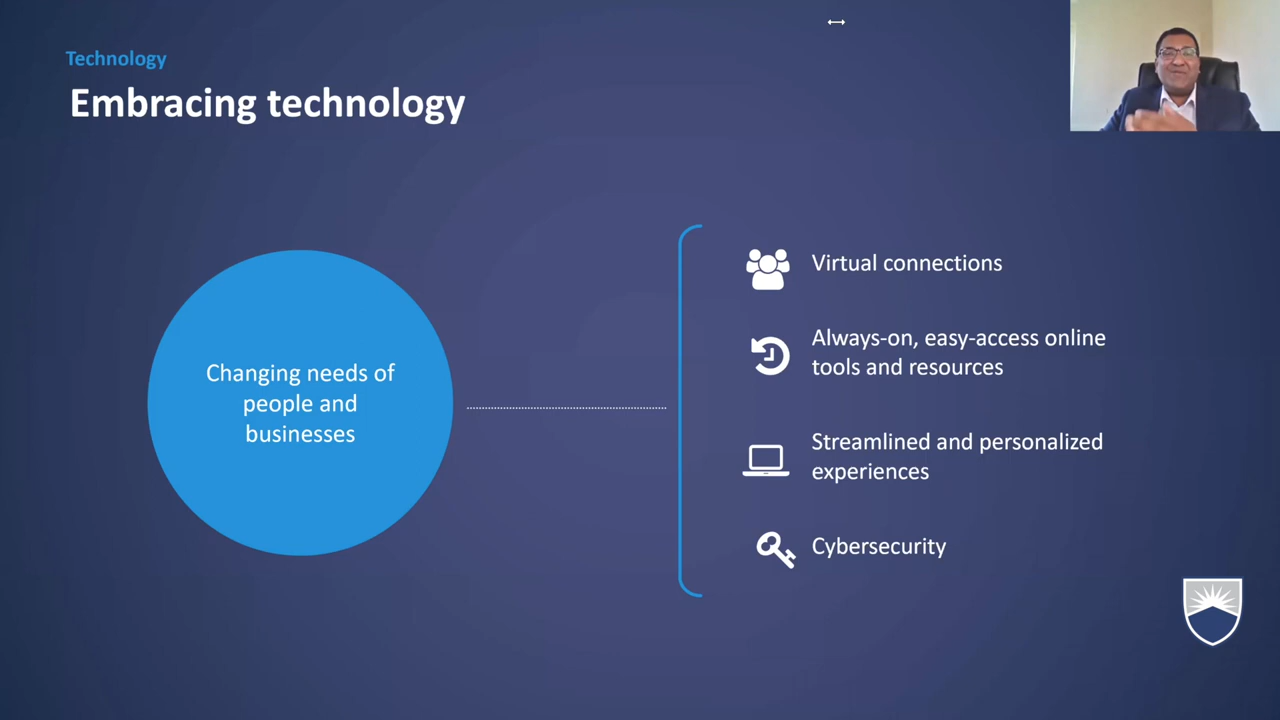 Technology
Embracing technology
Changing needs of
people and
businesses
Virtual connections
Always-on, easy-access online
tools and resources
Streamlined and personalized
experiences
Cybersecurity